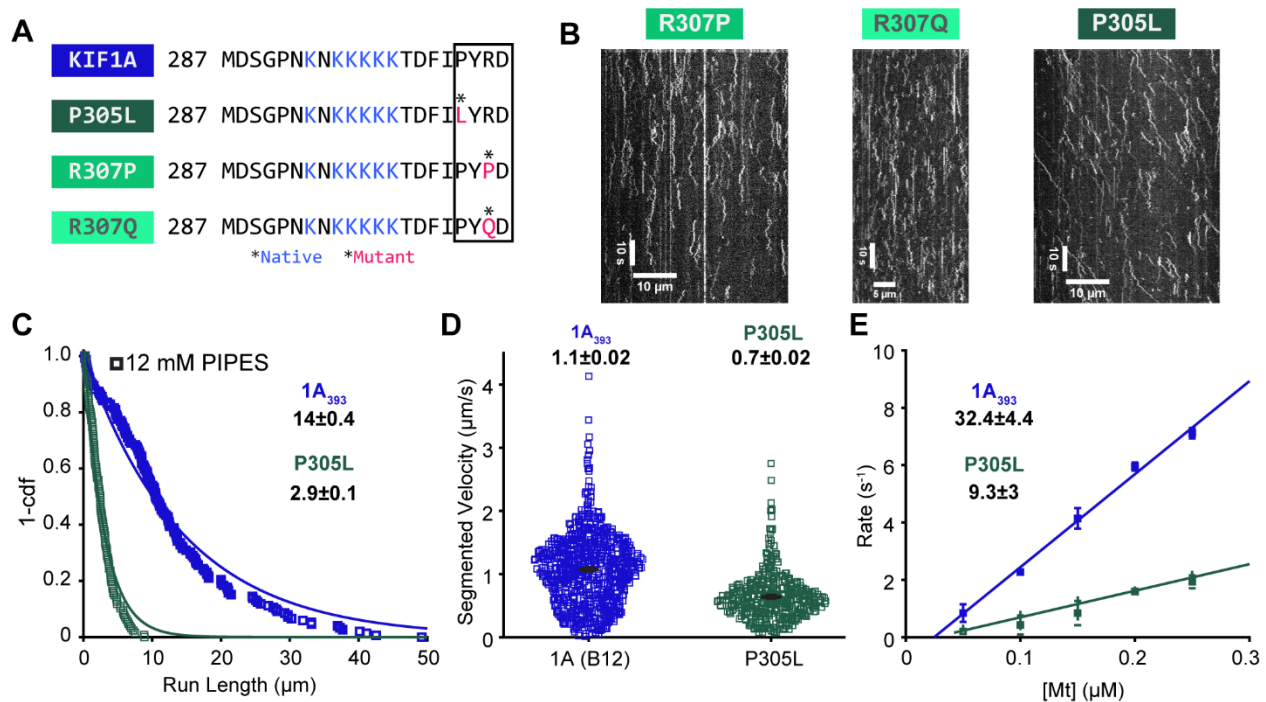 A
KIF1A 287 MDSGPNKNKKKKKTDFIPYRD
*
P305L 287 MDSGPNKNKKKKKTDFILYRD
*
R307P 287 MDSGPNKNKKKKKTDFIPYPD
*
R307Q 287 MDSGPNKNKKKKKTDFIPYQD
*Native *Mutant
B
R307P R307Q P305L
10 s 10 s 10 s
10 µm 5 µm 10 µm
C
1-cdf
1.0
0.8
0.6
0.4
0.2
0
12 mM PIPES
1A393
14±0.4
P305L
2.9±0.1
0 10 20 30 40 50
Run Length (µm)
D
Segmented Velocity (µm/s)
4
3
2
1
0
1A393 P305L
1.1±0.02 0.7±0.02
1A (B12) P305L
E
Rate (s-1)
10
8
6
4
2
0
1A393
32.4±4.4
P305L
9.3±3
0 0.1 0.2 0.3
[Mt] (µM)